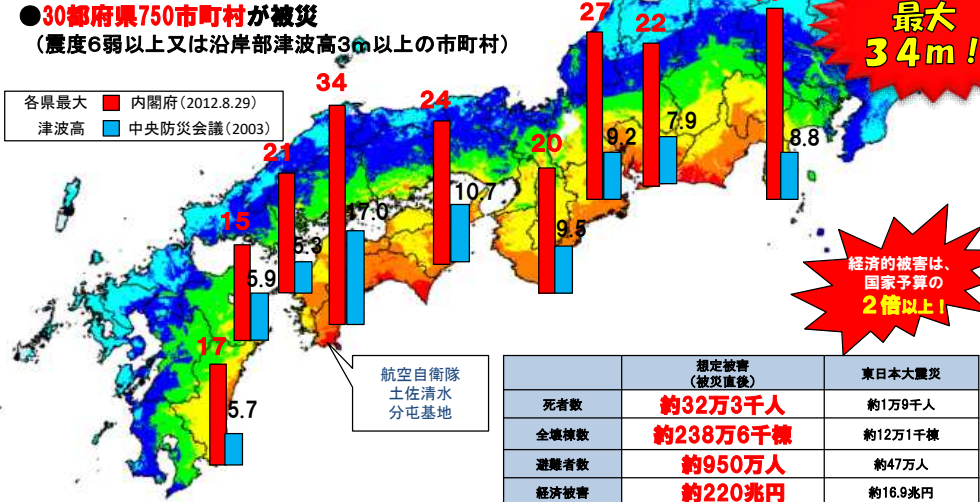 ●30都府県750市町村が被災
(震度6弱以上又は沿岸部津波高3m以上の市町村)
最大
34m!
各県最大 内閣府(2012.8.29)
津波高 中央防災会議(2003)
27
22
34
24
21
20
15
17
9.2
7.9
8.8
10.7
17.0
9.5
5.3
5.9
5.7
経済的被害は、
国家予算の
2倍以上!
航空自衛隊
土佐清水
分屯基地
想定被害
(被災直後) 東日本大震災
死者数 約32万3千人 約1万9千人
全壊棟数 約238万6千棟 約12万1千棟
避難者数 約950万人 約47万人
経済被害 約220兆円 約16.9兆円